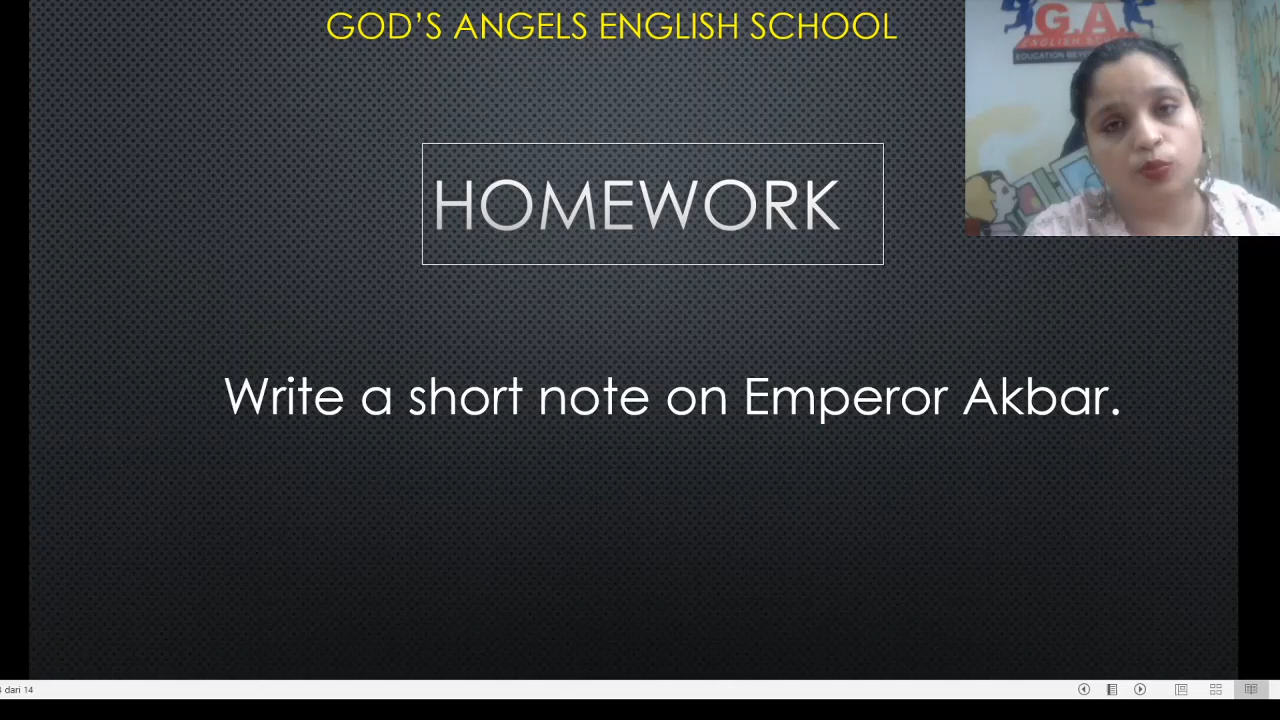 GOD'S ANGELS ENGLISH SCHOOL
G.A
HOMEWORK
Write a short note on Emperor Akbar.
dari 14